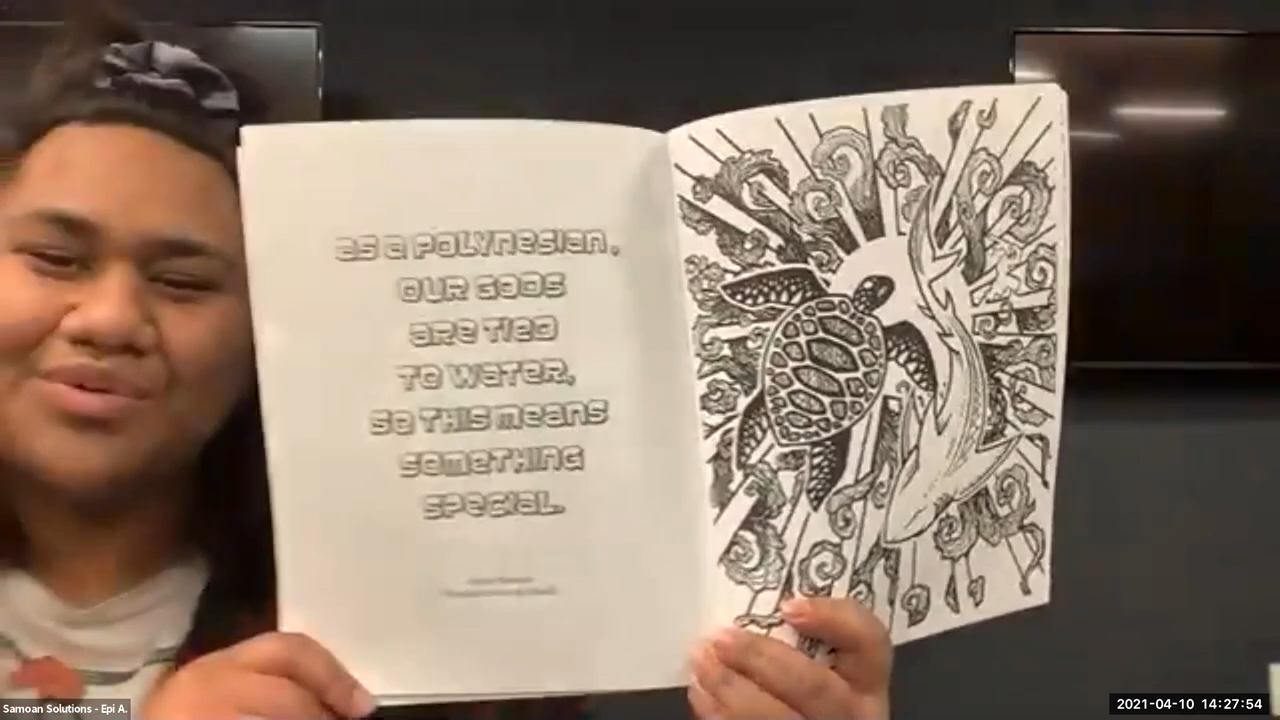 as a POLYnesian,
OUR GODS
are TIED
TO WaTer,
SO THIS means
SOMETHING
SPECIAL.
Samoan Solutions - Epi A.
2021-04-10 14:27:54